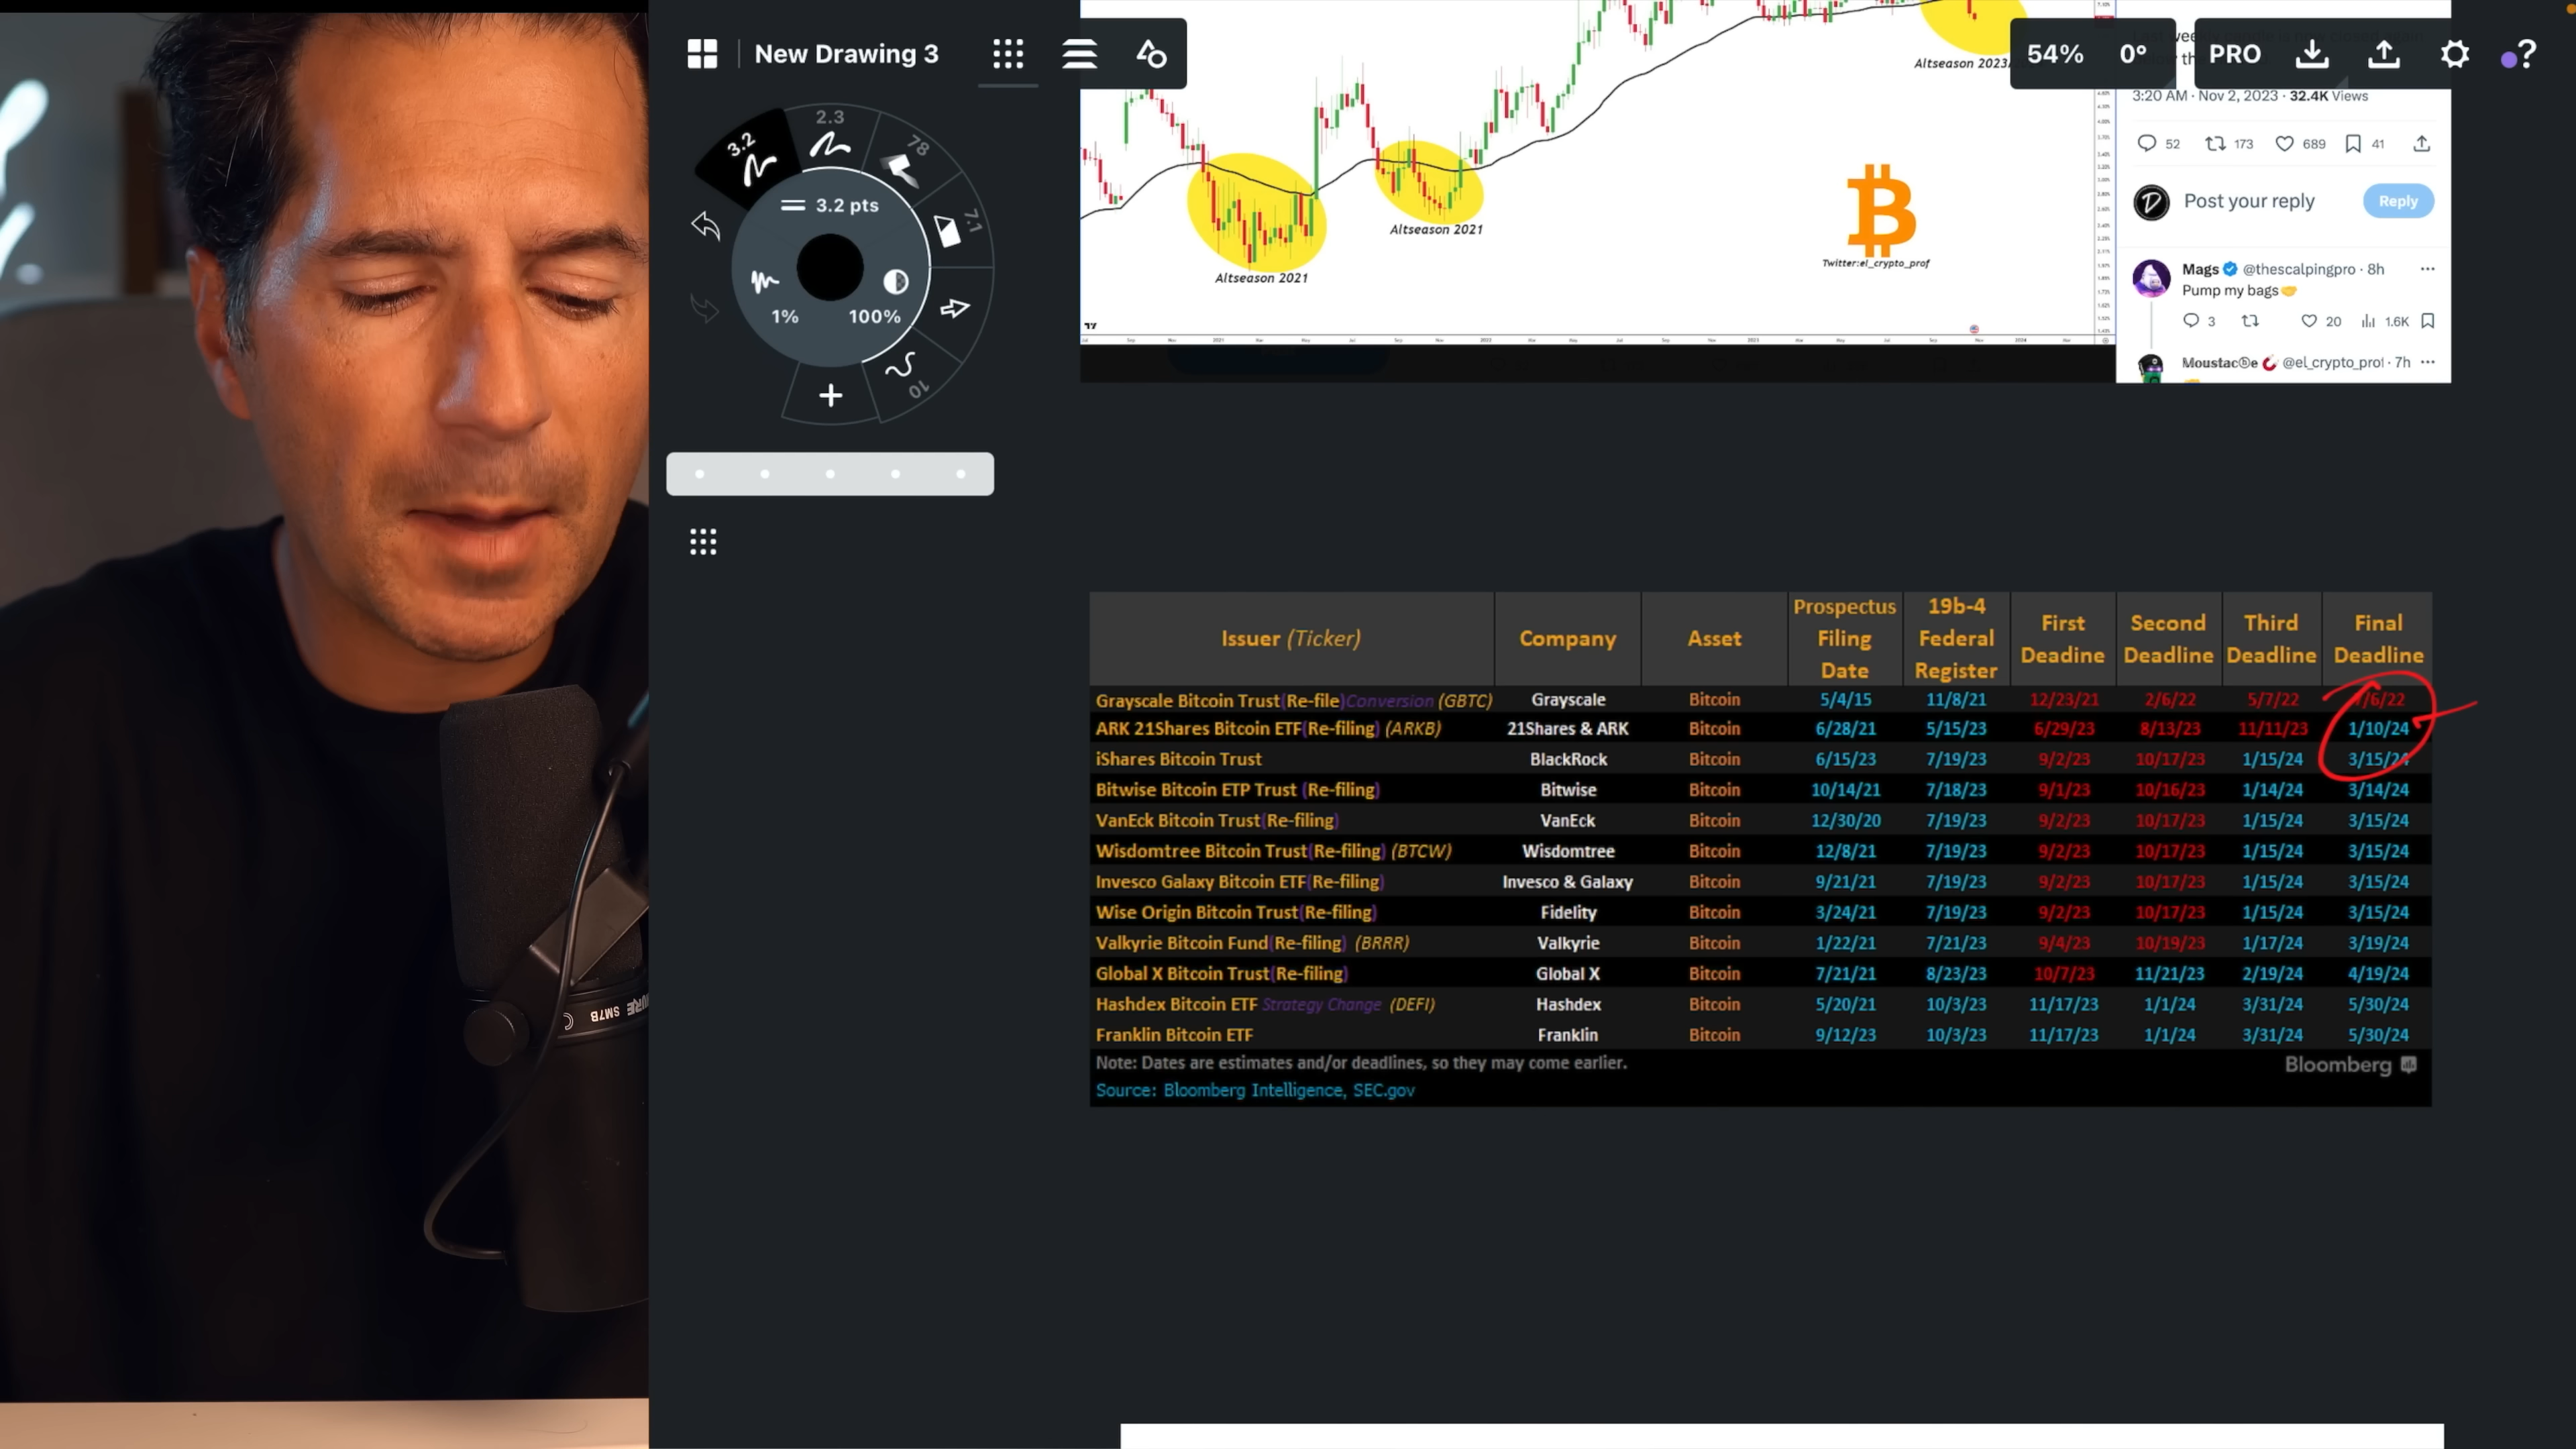 New Drawing 3
54% 0° PRO
?
3.2
2.3
78
7.1
10
3.2 pts
1% 100%
Altseason 2023
Altseason 2021
Altseason 2021
Twitter:el_crypto_prof
3:20 AM · Nov 2, 2023 · 32.4K Views
52 173 689 41
Post your reply
Reply
Mags @thescalpingpro · 8h
Pump my bags
3 20 1.6K
@el_crypto_prof · 7h
Issuer (Ticker) Company Asset Prospectus Filing Date 19b-4 Federal Register First Deadine Second Deadline Third Deadline Final Deadline
Grayscale Bitcoin Trust(Re-file)Conversion (GBTC) Grayscale Bitcoin 5/4/15 11/8/21 12/23/21 2/6/22 5/7/22 /6/22
ARK 21Shares Bitcoin ETF(Re-filing) (ARKB) 21Shares & ARK Bitcoin 6/28/21 5/15/23 6/29/23 8/13/23 11/11/23 1/10/24
iShares Bitcoin Trust BlackRock Bitcoin 6/15/23 7/19/23 9/2/23 10/17/23 1/15/24 3/15/24
Bitwise Bitcoin ETP Trust (Re-filing) Bitwise Bitcoin 10/14/21 7/18/23 9/1/23 10/16/23 1/14/24 3/14/24
VanEck Bitcoin Trust(Re-filing) VanEck Bitcoin 12/30/20 7/19/23 9/2/23 10/17/23 1/15/24 3/15/24
Wisdomtree Bitcoin Trust(Re-filing) (BTCW) Wisdomtree Bitcoin 12/8/21 7/19/23 9/2/23 10/17/23 1/15/24 3/15/24
Invesco Galaxy Bitcoin ETF(Re-filing) Invesco & Galaxy Bitcoin 9/21/21 7/19/23 9/2/23 10/17/23 1/15/24 3/15/24
Wise Origin Bitcoin Trust(Re-filing) Fidelity Bitcoin 3/24/21 7/19/23 9/2/23 10/17/23 1/15/24 3/15/24
Valkyrie Bitcoin Fund(Re-filing) (BRRR) Valkyrie Bitcoin 1/22/21 7/21/23 9/4/23 10/19/23 1/17/24 3/19/24
Global X Bitcoin Trust(Re-filing) Global X Bitcoin 7/21/21 8/23/23 10/7/23 11/21/23 2/19/24 4/19/24
Hashdex Bitcoin ETF Strategy Change (DEFI) Hashdex Bitcoin 5/20/21 10/3/23 11/17/23 1/1/24 3/31/24 5/30/24
Franklin Bitcoin ETF Franklin Bitcoin 9/12/23 10/3/23 11/17/23 1/1/24 3/31/24 5/30/24
Note: Dates are estimates and/or deadlines, so they may come earlier.
Bloomberg
Source: Bloomberg Intelligence, SEC.gov
SM7B